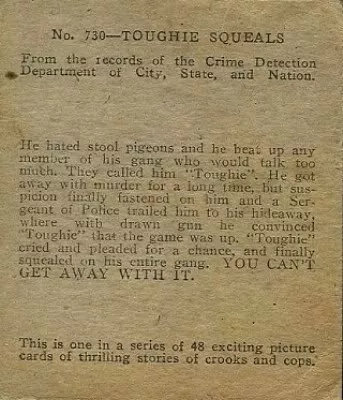 No. 730—TOUGHIE SQUEALS
From the records of the Crime Detection
Department of City, State, and Nation.
He hated stool pigeons and he beat up any
member of his gang who would talk too
much. They called him "Toughie". He got
away with murder for a long time, but sus-
picion finally fastened on him and a Ser-
geant of Police trailed him to his hideaway,
where with drawn gun he convinced
"Toughie" that the game was up. "Toughie"
cried and pleaded for a chance, and finally
squealed on his entire gang. YOU CAN'T
GET AWAY WITH IT.
This is one in a series of 48 exciting picture
cards of thrilling stories of crooks and cops.